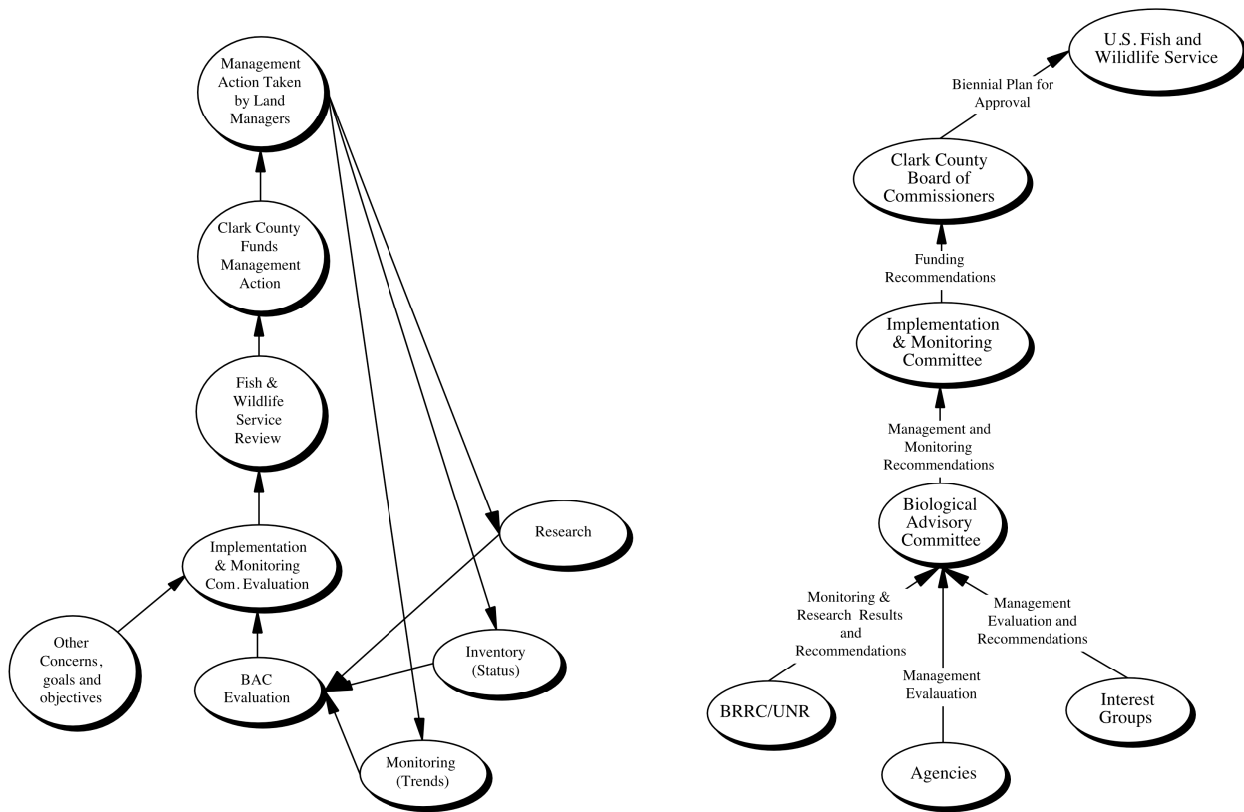 Management
Action Taken
by Land
Managers
Clark County
Funds
Management
Action
Fish &
Wildlife
Service
Review
Implementation
& Monitoring
Com. Evaluation
Other
Concerns,
goals and
objectives
BAC
Evaluation
Research
Inventory
(Status)
Monitoring
(Trends)
U.S. Fish and
Wilidlife Service
Biennial Plan for
Approval
Clark County
Board of
Commissioners
Funding
Recommendations
Implementation
& Monitoring
Committee
Management and
Monitoring
Recommendations
Biological
Advisory
Committee
Monitoring &
Research Results
and
Recommendations
Management
Evaluation and
Recommendations
Management
Evalauation
BRRC/UNR
Interest
Groups
Agencies